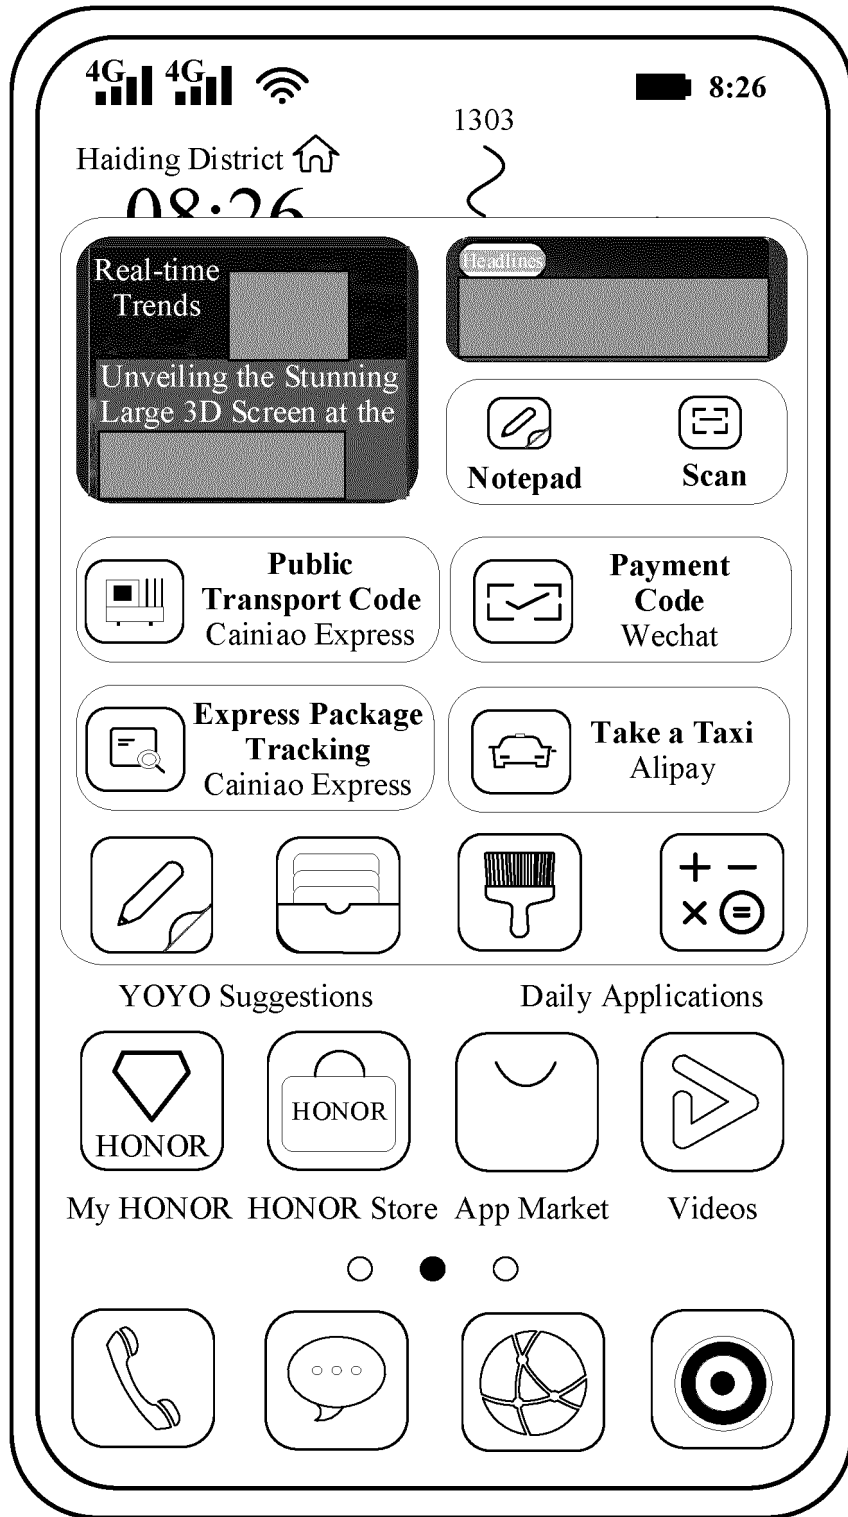 4G 4G 8:26
1303
Haiding District
08:26
Real-time
Trends
Unveiling the Stunning
Large 3D Screen at the
Headlines
Notepad
Scan
Public
Transport Code
Cainiao Express
Payment
Code
Wechat
Express Package
Tracking
Cainiao Express
Take a Taxi
Alipay
YOYO Suggestions
Daily Applications
HONOR
HONOR
My HONOR
HONOR Store
App Market
Videos